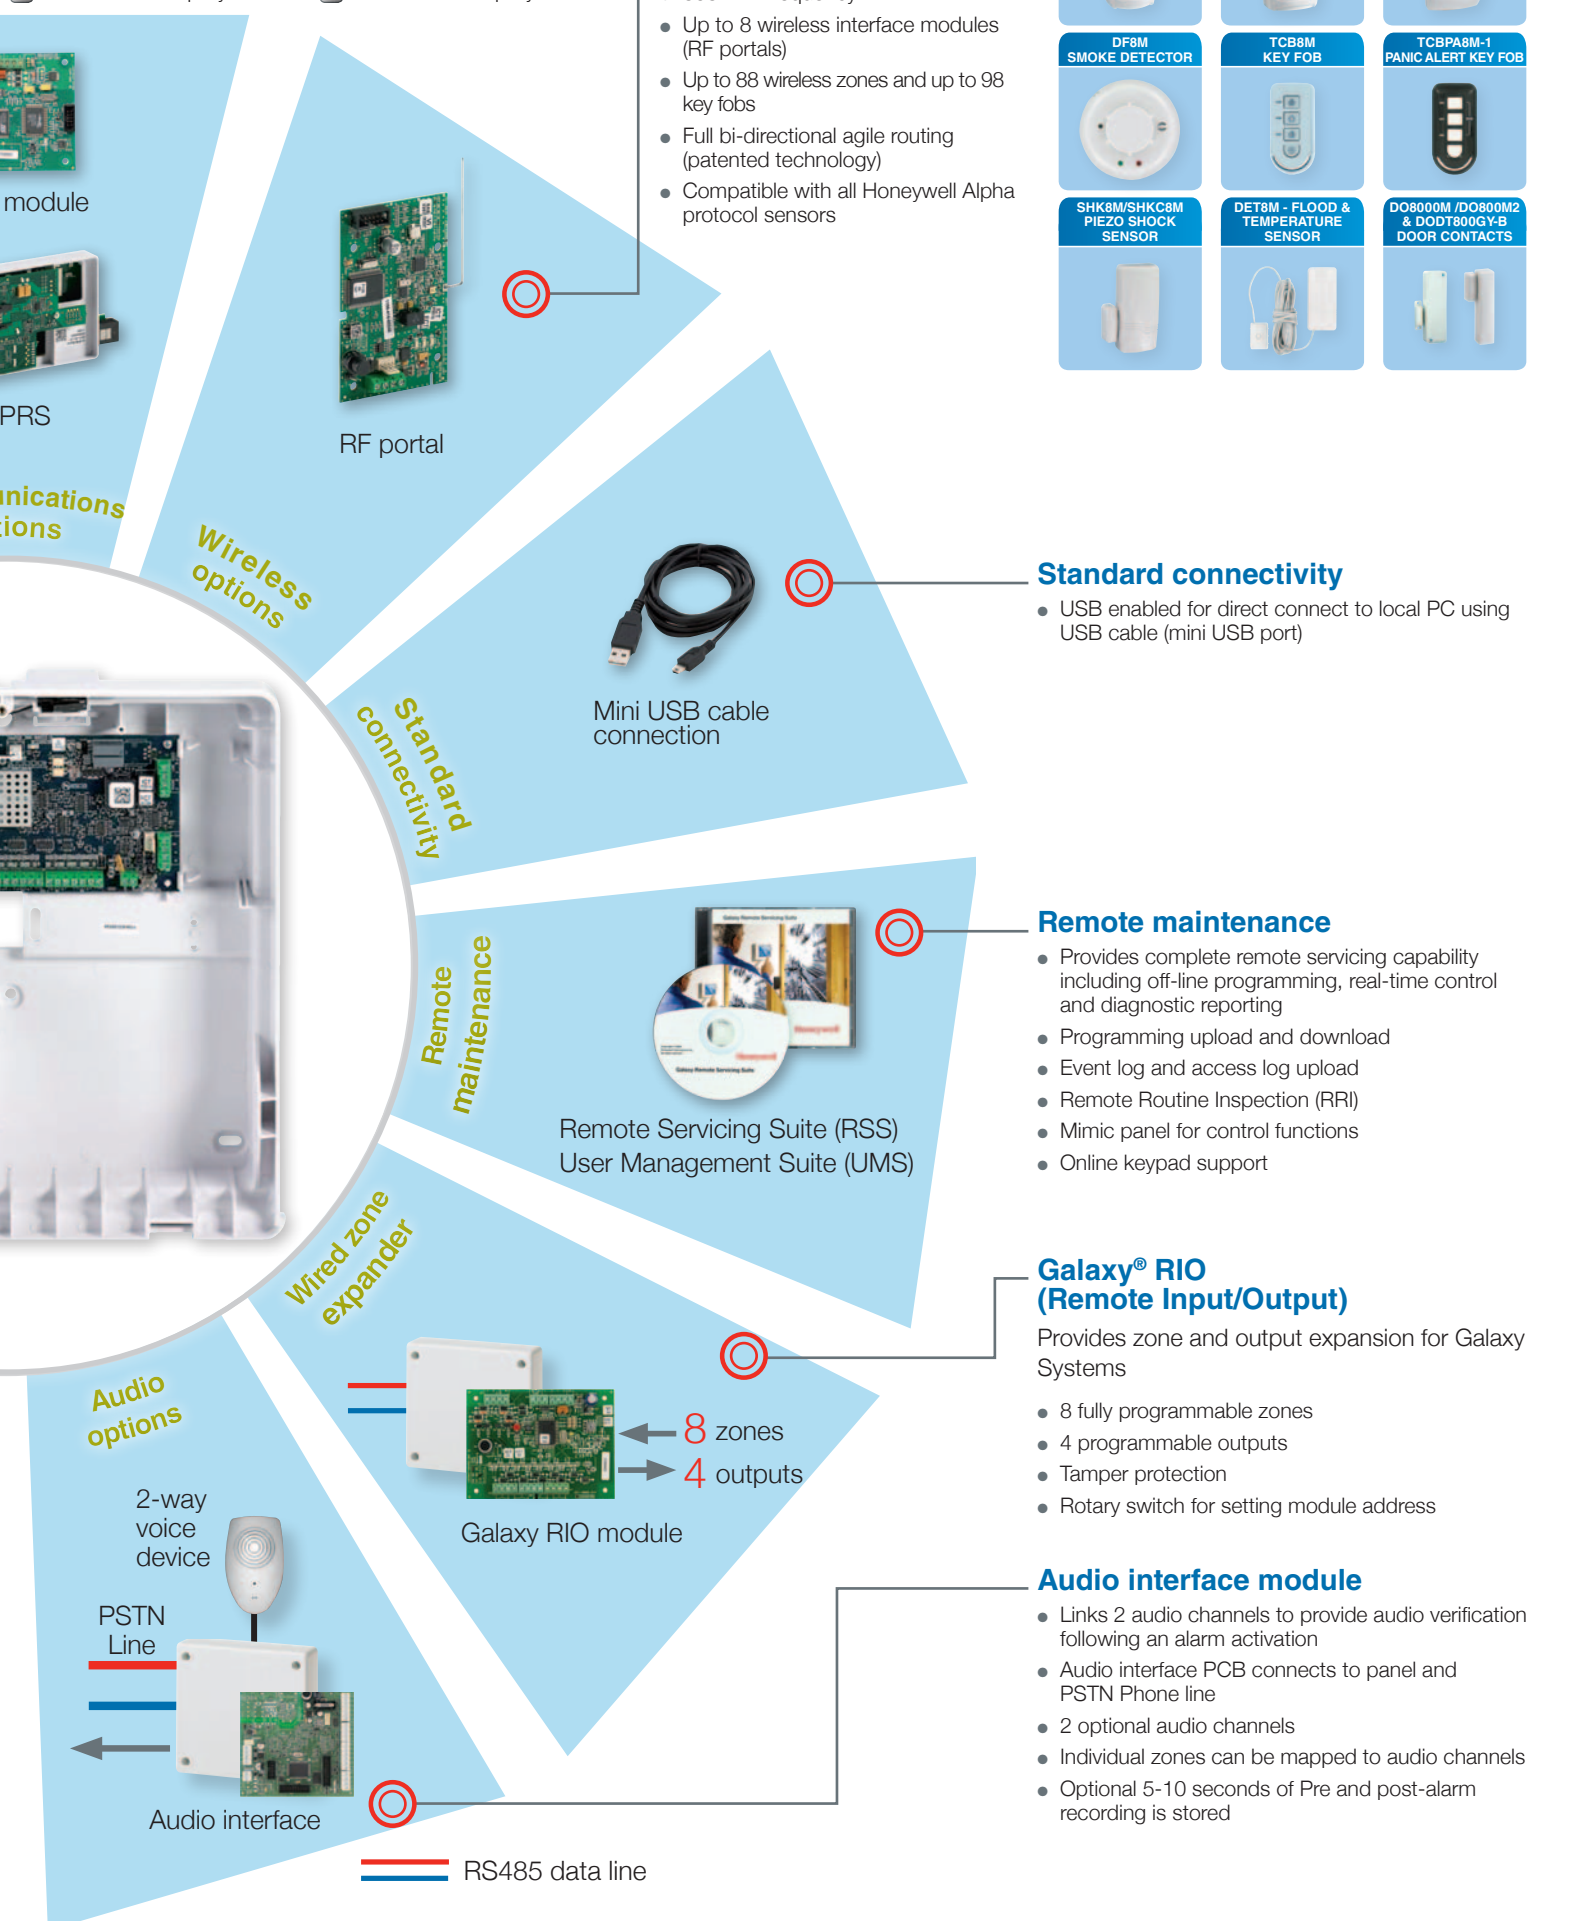 Up to 8 wireless interface modules
(RF portals)
Up to 88 wireless zones and up to 98
key fobs
Full bi-directional agile routing
(patented technology)
Compatible with all Honeywell Alpha
protocol sensors
DF8M
SMOKE DETECTOR
TCB8M
KEY FOB
TCBPA8M-1
PANIC ALERT KEY FOB
SHK8M/SHKC8M
PIEZO SHOCK
SENSOR
DET8M - FLOOD &
TEMPERATURE
SENSOR
DO8000M /DO800M2
& DODT800GY-B
DOOR CONTACTS
module
PRS
unications
tions
RF portal
Wireless
options
Mini USB cable
connection
Standard
connectivity
Standard connectivity
USB enabled for direct connect to local PC using
USB cable (mini USB port)
Remote
maintenance
Galaxy Remote Servicing Suite
Honeywell
Honeywell
Galaxy Remote Servicing Suite
Remote Servicing Suite (RSS)
User Management Suite (UMS)
Remote maintenance
Provides complete remote servicing capability
including off-line programming, real-time control
and diagnostic reporting
Programming upload and download
Event log and access log upload
Remote Routine Inspection (RRI)
Mimic panel for control functions
Online keypad support
Wired zone
expander
8 zones
4 outputs
Galaxy RIO module
Galaxy® RIO
(Remote Input/Output)
Provides zone and output expansion for Galaxy
Systems
8 fully programmable zones
4 programmable outputs
Tamper protection
Rotary switch for setting module address
Audio
options
2-way
voice
device
PSTN
Line
Audio interface
RS485 data line
Audio interface module
Links 2 audio channels to provide audio verification
following an alarm activation
Audio interface PCB connects to panel and
PSTN Phone line
2 optional audio channels
Individual zones can be mapped to audio channels
Optional 5-10 seconds of Pre and post-alarm
recording is stored